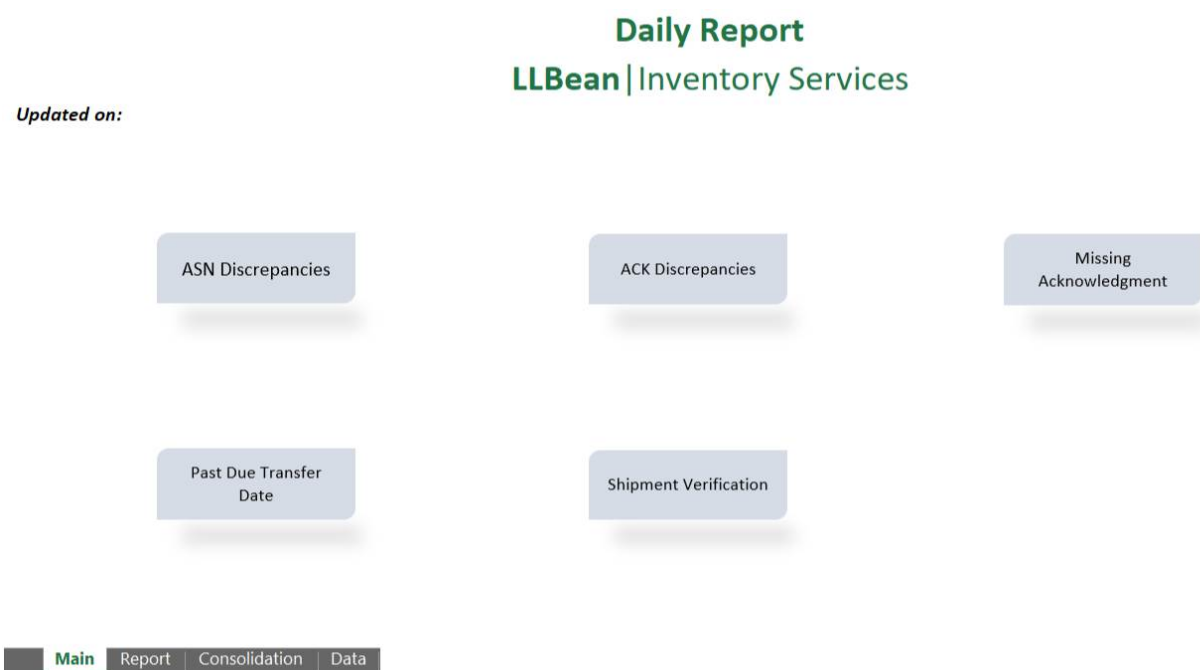 Daily Report
LLBean|Inventory Services
Updated on:
ASN Discrepancies
ACK Discrepancies
Missing
Acknowledgment
Past Due Transfer
Date
Shipment Verification
Main Report Consolidation Data